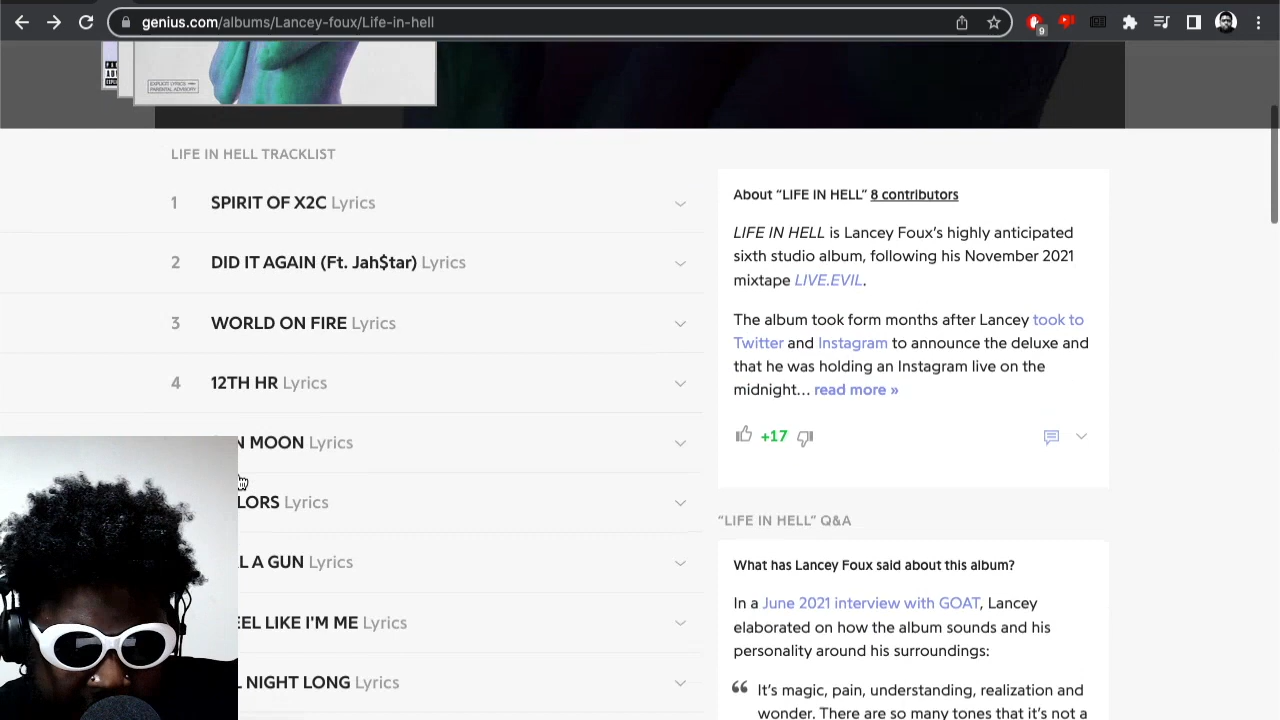 genius.com/albums/Lancey-foux/Life-in-hell
9
EXPLICIT LYRICS
PARENTAL ADVISORY
LIFE IN HELL TRACKLIST
1 SPIRIT OF X2C Lyrics
2 DID IT AGAIN (Ft. Jah$tar) Lyrics
3 WORLD ON FIRE Lyrics
4 12TH HR Lyrics
N MOON Lyrics
LORS Lyrics
L A GUN Lyrics
EEL LIKE I'M ME Lyrics
L NIGHT LONG Lyrics
About “LIFE IN HELL” 8 contributors
LIFE IN HELL is Lancey Foux’s highly anticipated
sixth studio album, following his November 2021
mixtape LIVE.EVIL.
The album took form months after Lancey took to
Twitter and Instagram to announce the deluxe and
that he was holding an Instagram live on the
midnight… read more »
+17
“LIFE IN HELL” Q&A
What has Lancey Foux said about this album?
In a June 2021 interview with GOAT, Lancey
elaborated on how the album sounds and his
personality around his surroundings:
“ It’s magic, pain, understanding, realization and
wonder. There are so many tones that it’s not a